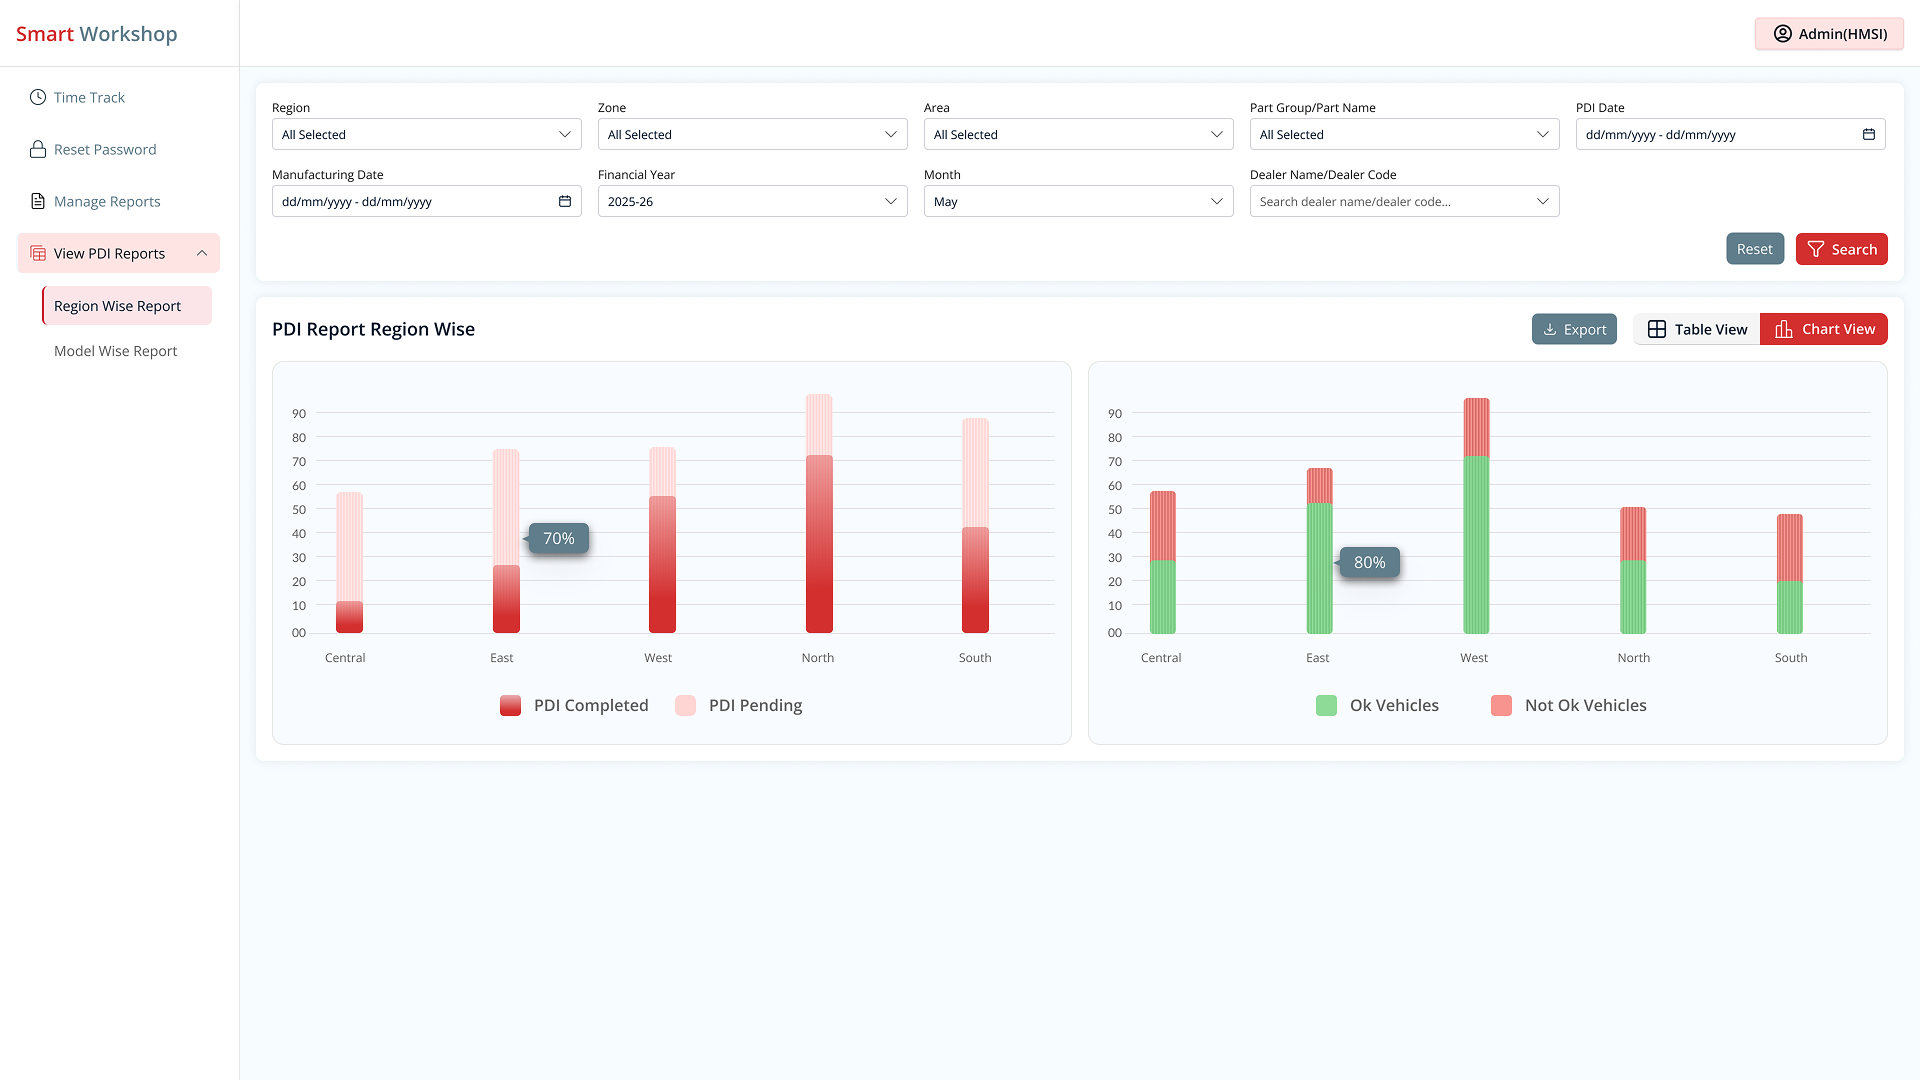 Smart Workshop
Admin(HMSI)
Time Track
Reset Password
Manage Reports
View PDI Reports
Region Wise Report
Model Wise Report
Region
All Selected
Zone
All Selected
Area
All Selected
Part Group/Part Name
All Selected
PDI Date
dd/mm/yyyy - dd/mm/yyyy
Manufacturing Date
dd/mm/yyyy - dd/mm/yyyy
Financial Year
2025-26
Month
May
Dealer Name/Dealer Code
Search dealer name/dealer code...
Reset
Search
PDI Report Region Wise
Export
Table View
Chart View
90
80
70
60
50
40
30
20
10
00
70%
Central
East
West
North
South
PDI Completed
PDI Pending
90
80
70
60
50
40
30
20
10
00
80%
Central
East
West
North
South
Ok Vehicles
Not Ok Vehicles